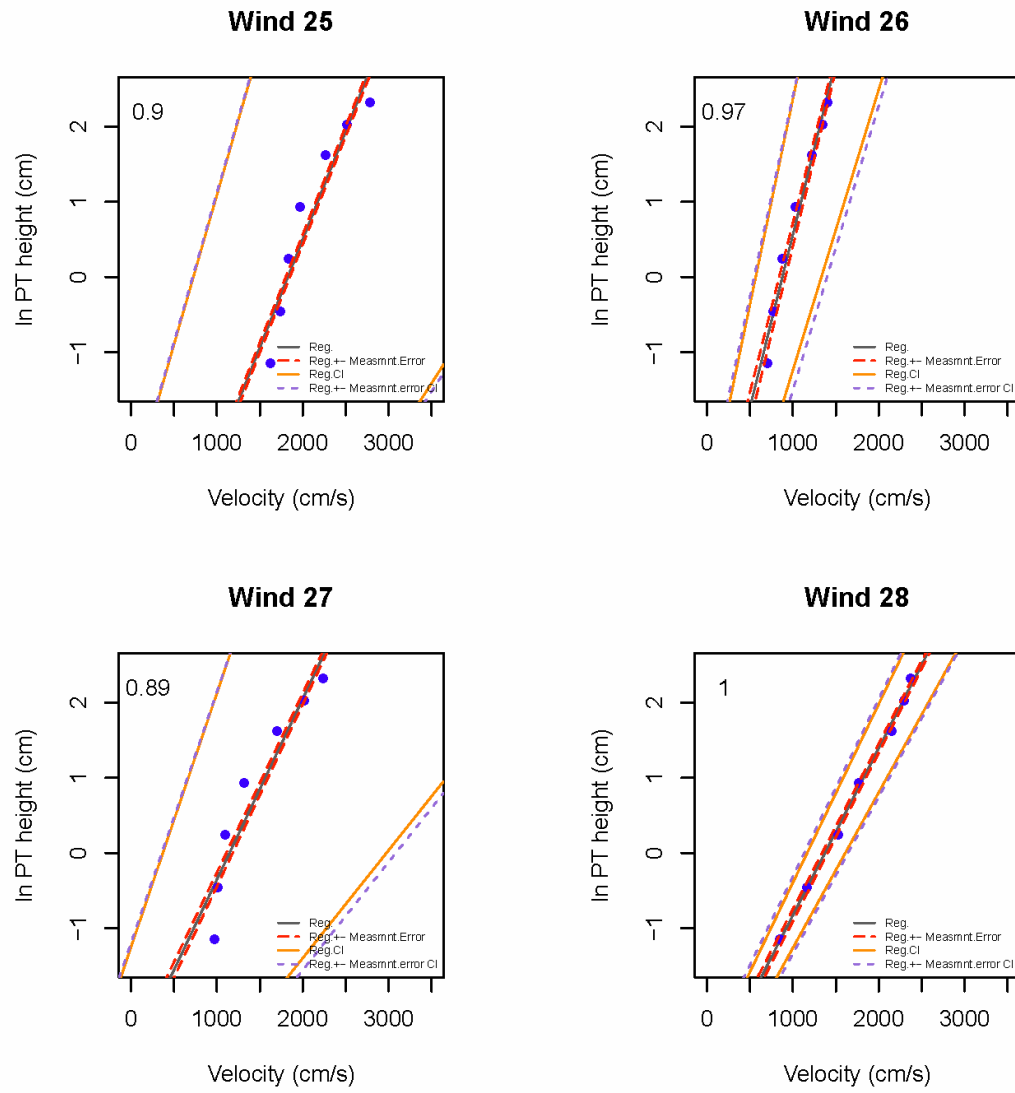 Wind 25
0.9
2
1
0
−1
ln PT height (cm)
Reg.
Reg.+− Measmnt.Error
Reg.CI
Reg.+− Measmnt.error CI
0 1000 2000 3000
Velocity (cm/s)
Wind 26
0.97
2
1
0
−1
ln PT height (cm)
Reg.
Reg.+− Measmnt.Error
Reg.CI
Reg.+− Measmnt.error CI
0 1000 2000 3000
Velocity (cm/s)
Wind 27
0.89
2
1
0
−1
ln PT height (cm)
Reg.
Reg.+− Measmnt.Error
Reg.CI
Reg.+− Measmnt.error CI
0 1000 2000 3000
Velocity (cm/s)
Wind 28
1
2
1
0
−1
ln PT height (cm)
Reg.
Reg.+− Measmnt.Error
Reg.CI
Reg.+− Measmnt.error CI
0 1000 2000 3000
Velocity (cm/s)